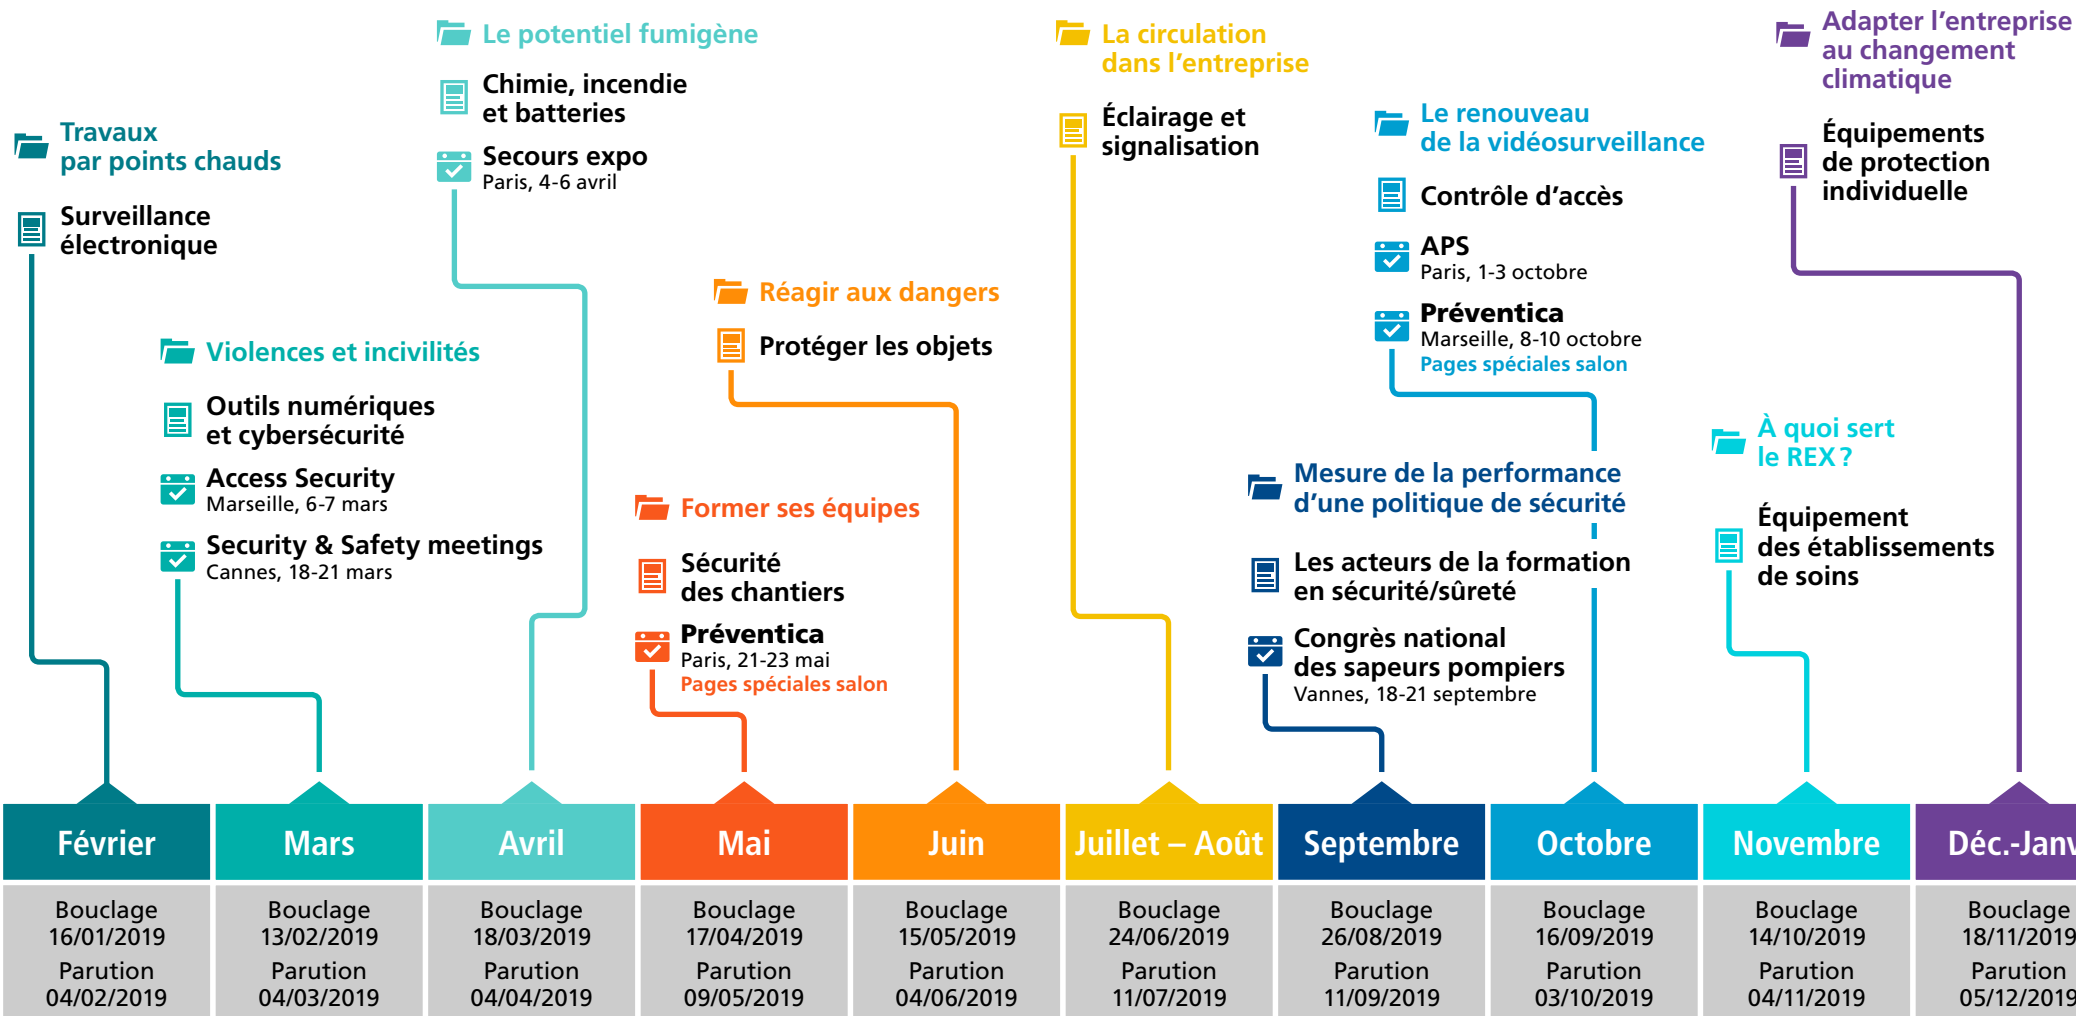 Travaux
par points chauds
Surveillance
électronique
Violences et incivilités
Outils numériques
et cybersécurité
Access Security
Marseille, 6-7 mars
Security & Safety meetings
Cannes, 18-21 mars
Le potentiel fumigène
Chimie, incendie
et batteries
Secours expo
Paris, 4-6 avril
Former ses équipes
Sécurité
des chantiers
Préventica
Paris, 21-23 mai
Pages spéciales salon
Réagir aux dangers
Protéger les objets
La circulation
dans l'entreprise
Éclairage et
signalisation
Mesure de la performance
d'une politique de sécurité
Les acteurs de la formation
en sécurité/sûreté
Congrès national
des sapeurs pompiers
Vannes, 18-21 septembre
Le renouveau
de la vidéosurveillance
Contrôle d'accès
APS
Paris, 1-3 octobre
Préventica
Marseille, 8-10 octobre
Pages spéciales salon
À quoi sert
le REX ?
Équipement
des établissements
de soins
Adapter l'entreprise
au changement
climatique
Équipements
de protection
individuelle
Février
Bouclage
16/01/2019
Parution
04/02/2019
Mars
Bouclage
13/02/2019
Parution
04/03/2019
Avril
Bouclage
18/03/2019
Parution
04/04/2019
Mai
Bouclage
17/04/2019
Parution
09/05/2019
Juin
Bouclage
15/05/2019
Parution
04/06/2019
Juillet – Août
Bouclage
24/06/2019
Parution
11/07/2019
Septembre
Bouclage
26/08/2019
Parution
11/09/2019
Octobre
Bouclage
16/09/2019
Parution
03/10/2019
Novembre
Bouclage
14/10/2019
Parution
04/11/2019
Déc.-Janv
Bouclage
18/11/2019
Parution
05/12/2019